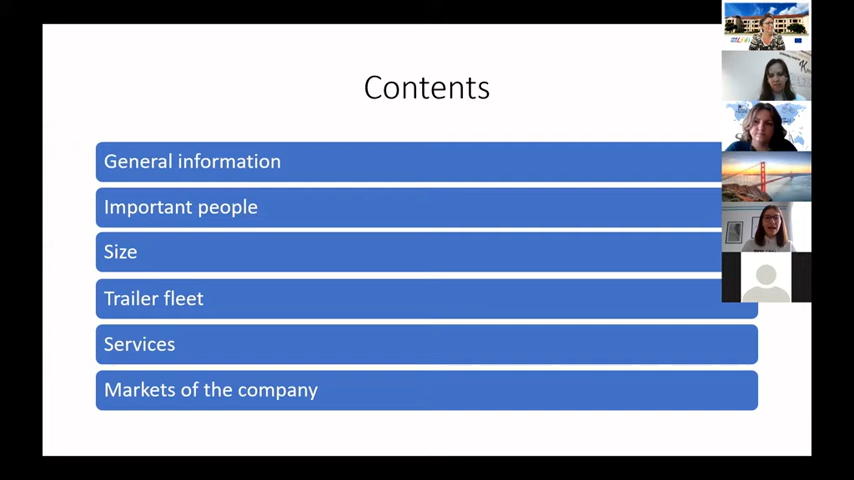 Contents
General information
Important people
Size
Trailer fleet
Services
Markets of the company